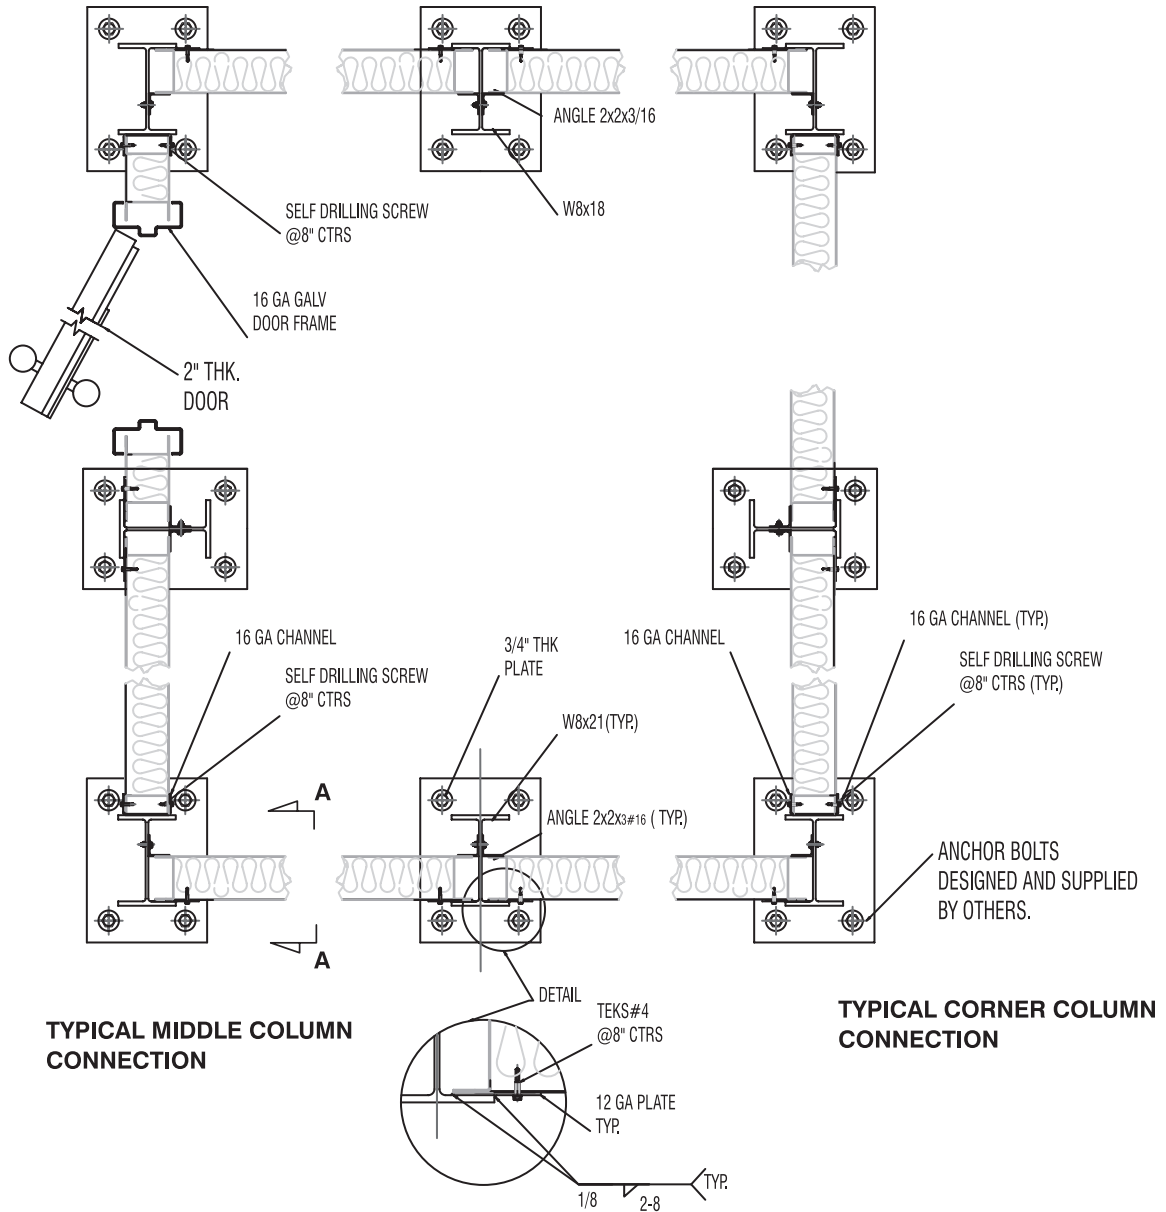 ANGLE 2x2x3/16
W8x18
SELF DRILLING SCREW
@8" CTRS
16 GA GALV
DOOR FRAME
2" THK.
DOOR
16 GA CHANNEL
SELF DRILLING SCREW
@8" CTRS
3/4" THK
PLATE
W8x21(TYP.)
ANGLE 2x2x3#16 ( TYP.)
16 GA CHANNEL
16 GA CHANNEL (TYP.)
SELF DRILLING SCREW
@8" CTRS (TYP.)
A
A
ANCHOR BOLTS
DESIGNED AND SUPPLIED
BY OTHERS.
DETAIL
TYPICAL MIDDLE COLUMN
CONNECTION
TYPICAL CORNER COLUMN
CONNECTION
TEKS#4
@8" CTRS
12 GA PLATE
TYP.
1/8
2-8
TYP.